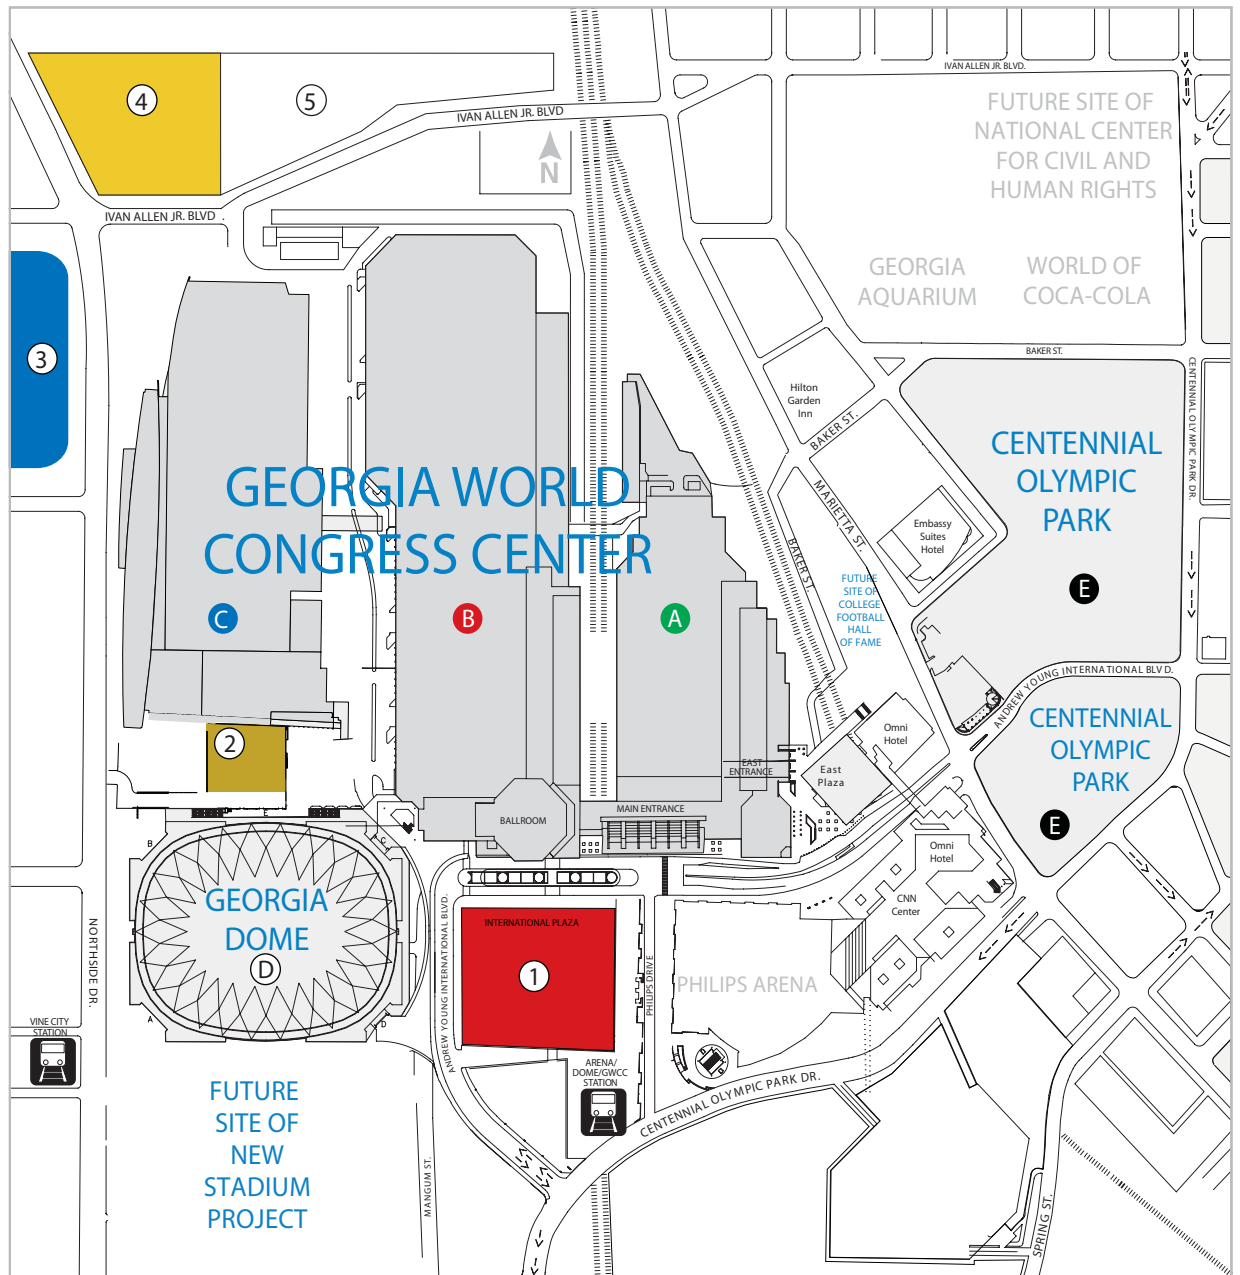 IVAN ALLEN JR. BLVD.
4
5
IVAN ALLEN JR. BLVD
FUTURE SITE OF
NATIONAL CENTER
FOR CIVIL AND
HUMAN RIGHTS
N
IVAN ALLEN JR. BLVD
GEORGIA
AQUARIUM
WORLD OF
COCA-COLA
3
BAKER ST.
CENTENNIAL OLYMPIC PARK DR.
Hilton
Garden
Inn
BAKER ST.
CENTENNIAL
OLYMPIC
PARK
GEORGIA WORLD
CONGRESS CENTER
MARIETTA ST.
Embassy
Suites
Hotel
BAKER ST.
FUTURE
SITE OF
COLLEGE
FOOTBALL
HALL
OF FAME
E
C
B
A
ANDREW YOUNG INTERNATIONAL BLVD.
CENTENNIAL
OLYMPIC
PARK
2
Omni
Hotel
EAST
ENTRANCE
East
Plaza
MAIN ENTRANCE
BALLROOM
E
E
B
C
Omni
Hotel
CNN
Center
GEORGIA
DOME
D
NORTHSIDE DR.
ANDREW YOUNG INTERNATIONAL BLVD.
INTERNATIONAL PLAZA
1
PHILIPS DRIVE
PHILIPS ARENA
A
D
VINE CITY
STATION
ARENA/
DOME/GWCC
STATION
CENTENNIAL OLYMPIC PARK DR.
FUTURE
SITE OF
NEW
STADIUM
PROJECT
MANGUM ST.
SPRING ST.